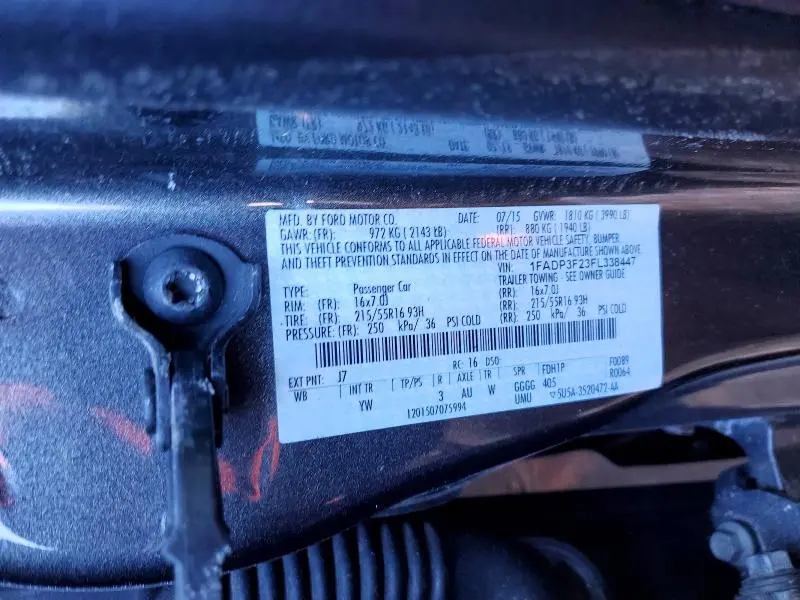 MFD. BY FORD MOTOR CO. DATE: 07/15 GVWR: 1810 KG ( 3990 LB)
GAWR: (FR): 972 KG ( 2143 LB) (RR): 880 KG ( 1940 LB)
THIS VEHICLE CONFORMS TO ALL APPLICABLE FEDERAL MOTOR VEHICLE SAFETY, BUMPER
AND THEFT PREVENTION STANDARDS IN EFFECT ON THE DATE OF MANUFACTURE SHOWN ABOVE
VIN: 1FADP3F23FL338447
TYPE: Passenger Car TRAILER TOWING - SEE OWNER GUIDE
RIM: (FR): 16x7.0J (RR): 16x7.0J
TIRE: (FR): 215/55R16 93H (RR): 215/55R16 93H
PRESSURE: (FR): 250 kPa/ 36 PSI COLD (RR): 250 kPa/ 36 PSI COLD
EXT PNT: J7 RC: 16 DSO: F0089
WB INT TR TP/PS R AXLE TR SPR FDH1P R0064
YW 3 AU W GGGG 405
1201507075994 UMU 5U5A-3520472-AA